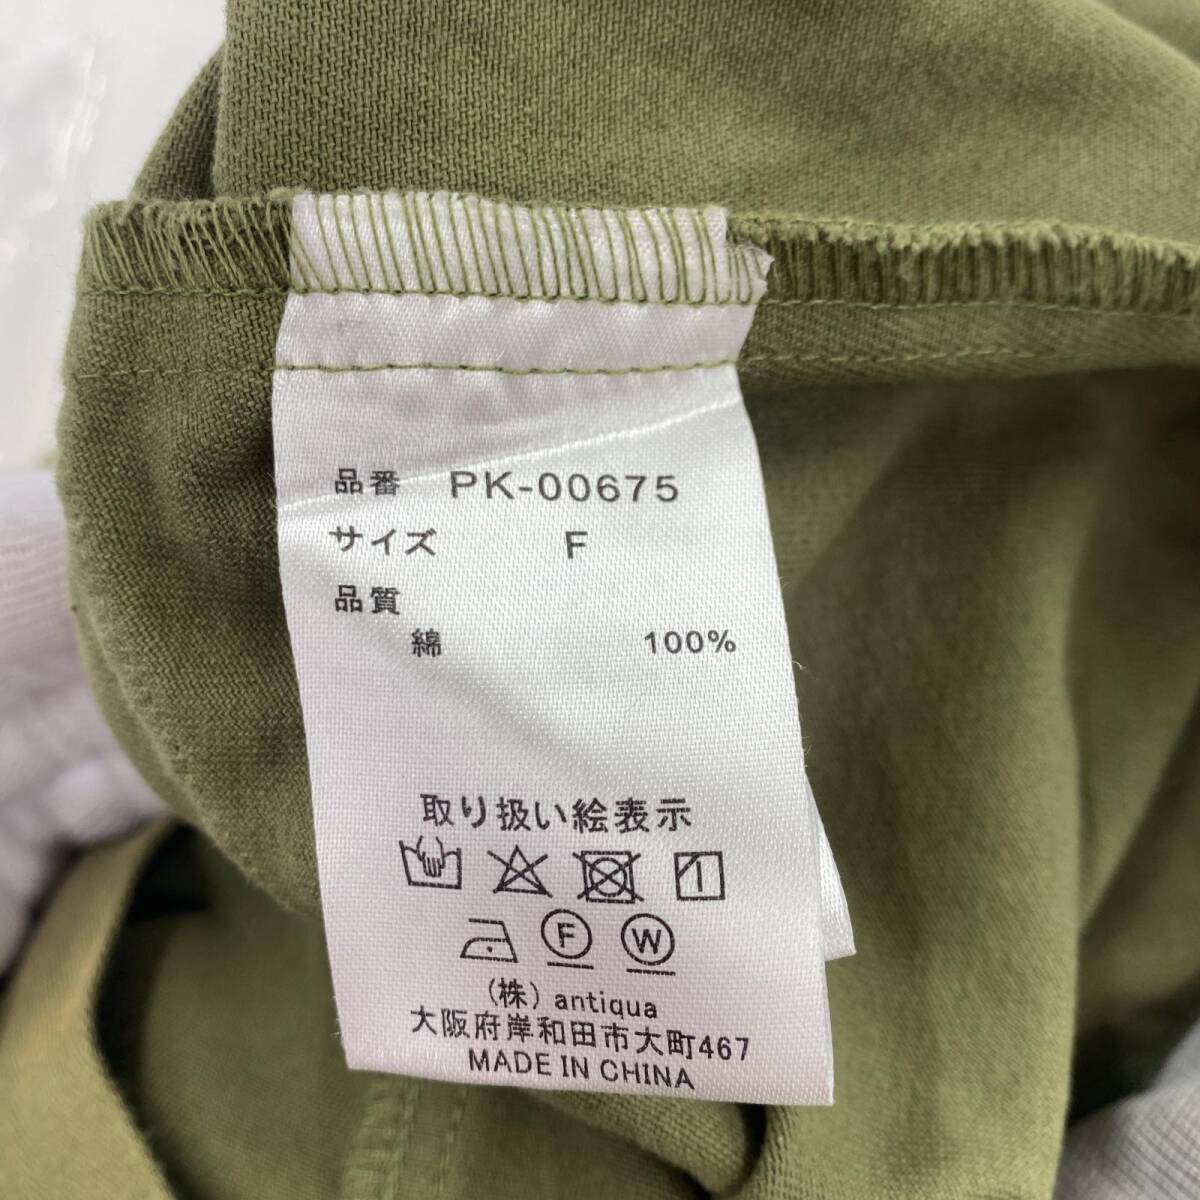 品番 PK-00675
サイズ F
品質
綿 100%
取り扱い絵表示
F W
(株) antiqua
大阪府岸和田市大町467
MADE IN CHINA